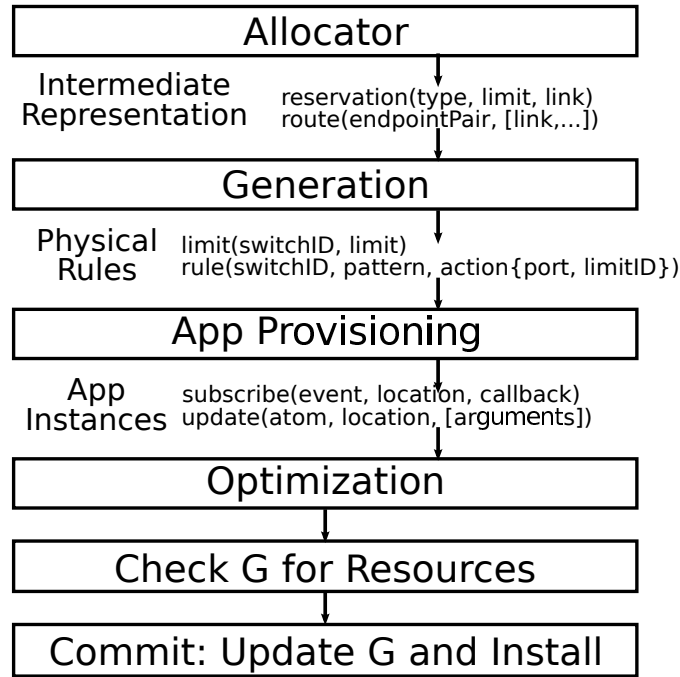 Allocator
Intermediate
Representation
reservation(type, limit, link)
route(endpointPair, [link,...])
Generation
Physical
Rules
limit(switchID, limit)
rule(switchID, pattern, action{port, limitID})
App Provisioning
App
Instances
subscribe(event, location, callback)
update(atom, location, [arguments])
Optimization
Check G for Resources
Commit: Update G and Install